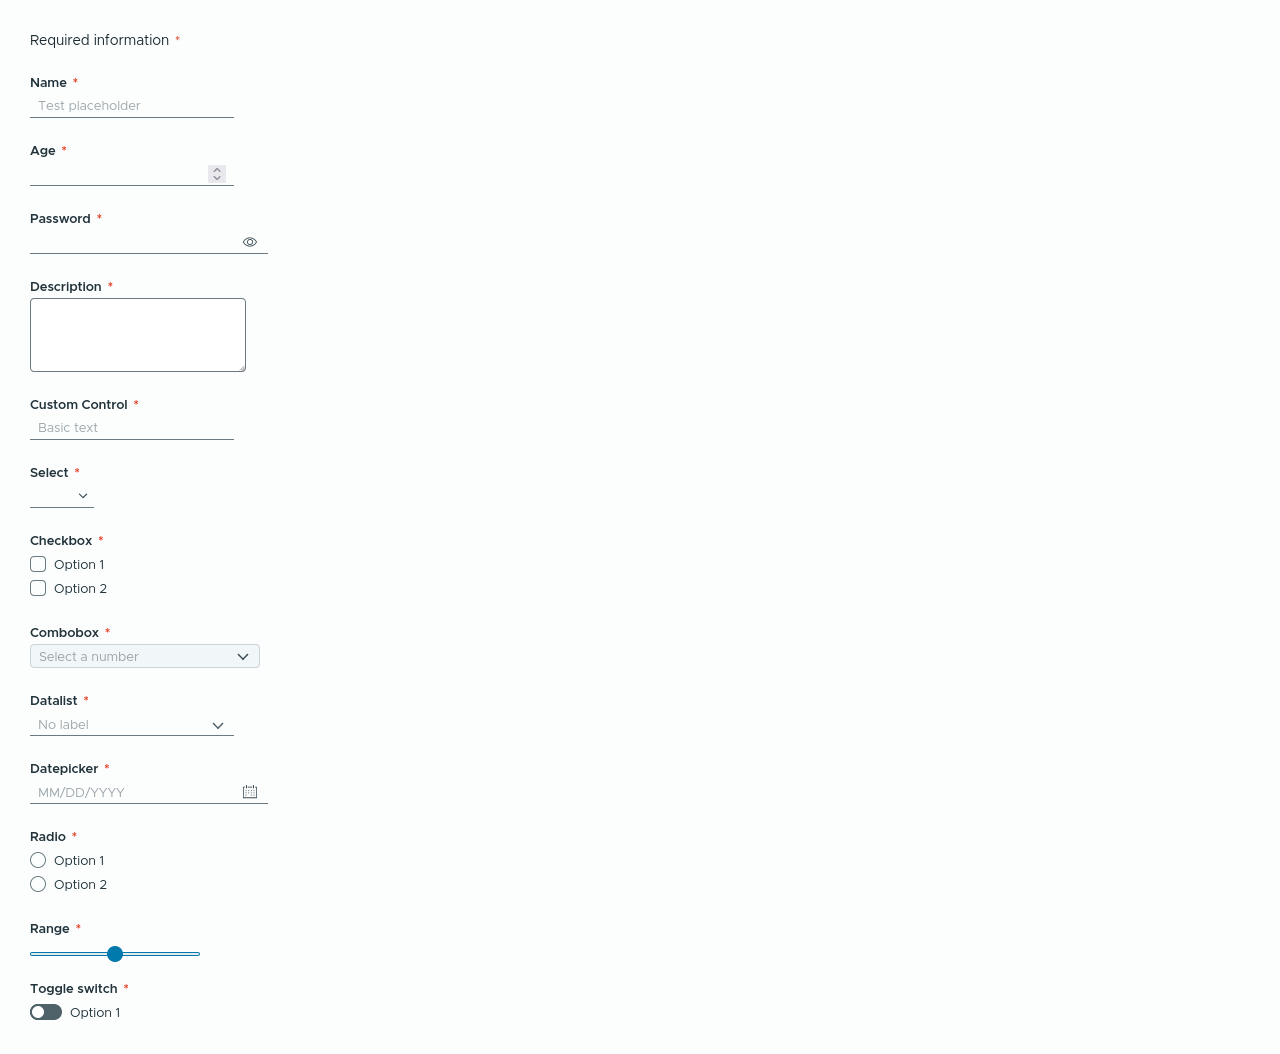 Required information *
Name *
Test placeholder
Age *
Password *
Description *
Custom Control *
Basic text
Select *
Checkbox *
Option 1
Option 2
Combobox *
Select a number
Datalist *
No label
Datepicker *
MM/DD/YYYY
Radio *
Option 1
Option 2
Range *
Toggle switch *
Option 1